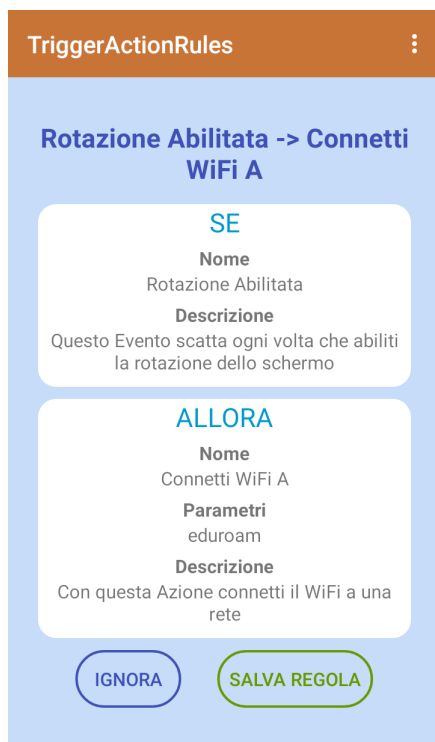 TriggerActionRules
Rotazione Abilitata -> Connetti
WiFi A
SE
Nome
Rotazione Abilitata
Descrizione
Questo Evento scatta ogni volta che abiliti
la rotazione dello schermo
ALLORA
Nome
Connetti WiFi A
Parametri
eduroam
Descrizione
Con questa Azione connetti il WiFi a una
rete
IGNORA
SALVA REGOLA